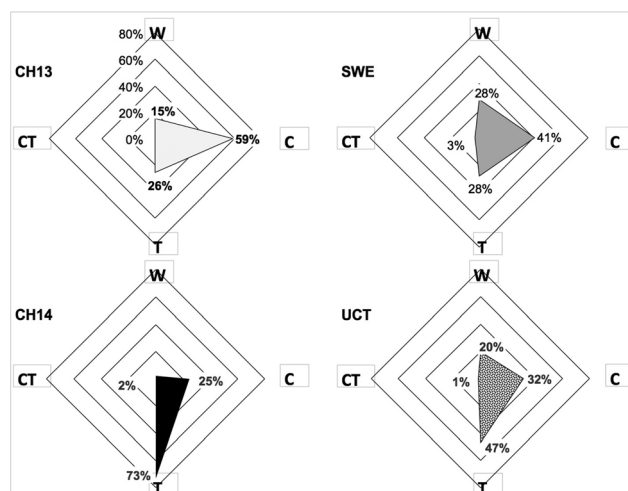 80% W W
60%
CH13 SWE
40%
20% 15% 28%
CT 0% 59% C CT 3% 41% C
26% 28%
T T
W W
CH14 UCT
20%
CT 2% 25% C CT 1% 32% C
47%
73% T T